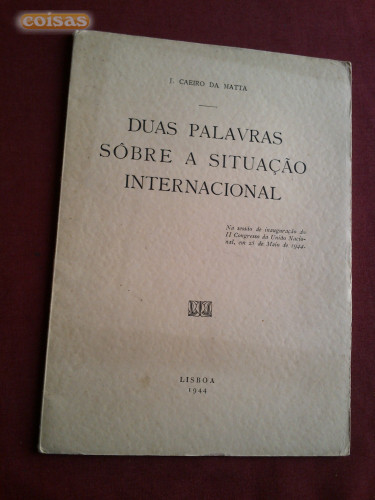 coisas
J. CAEIRO DA MATTA
DUAS PALAVRAS
SÔBRE A SITUAÇÃO
INTERNACIONAL
Na sessão de inauguração do
II Congresso da União Nacio-
nal, em 25 de Maio de 1944.
LISBOA
1944